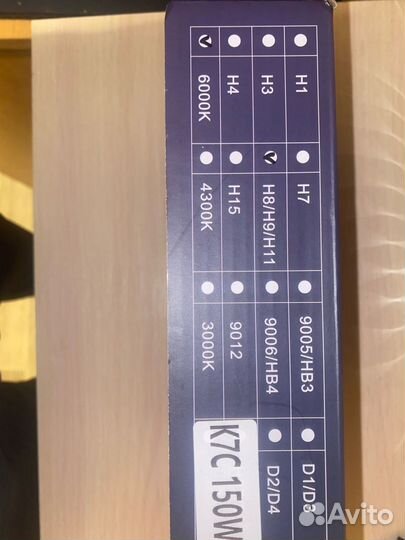 H1 H7 9005/HB3 D1/D3
H3 H8/H9/H11 9006/HB4 D2/D4
H4 H15 9012
6000K 4300K 3000K
K7C 150W
Avito